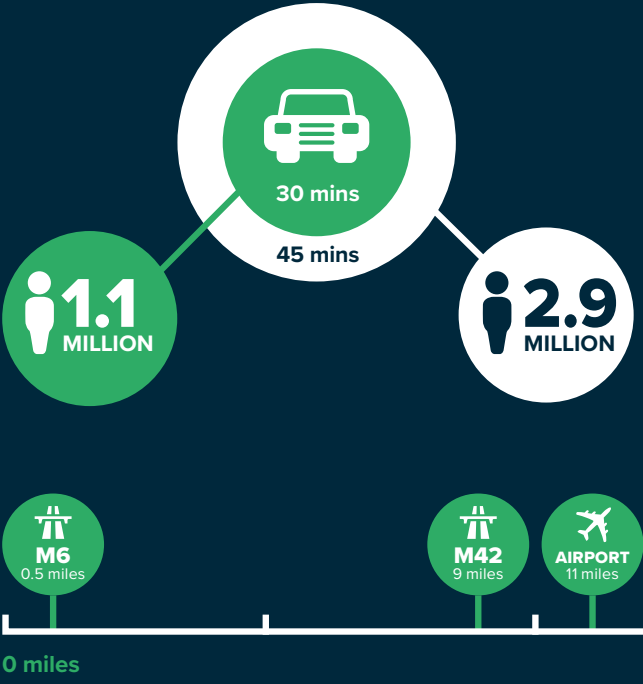 30 mins
45 mins
1.1
MILLION
2.9
MILLION
M6
0.5 miles
M42
9 miles
AIRPORT
11 miles
0 miles